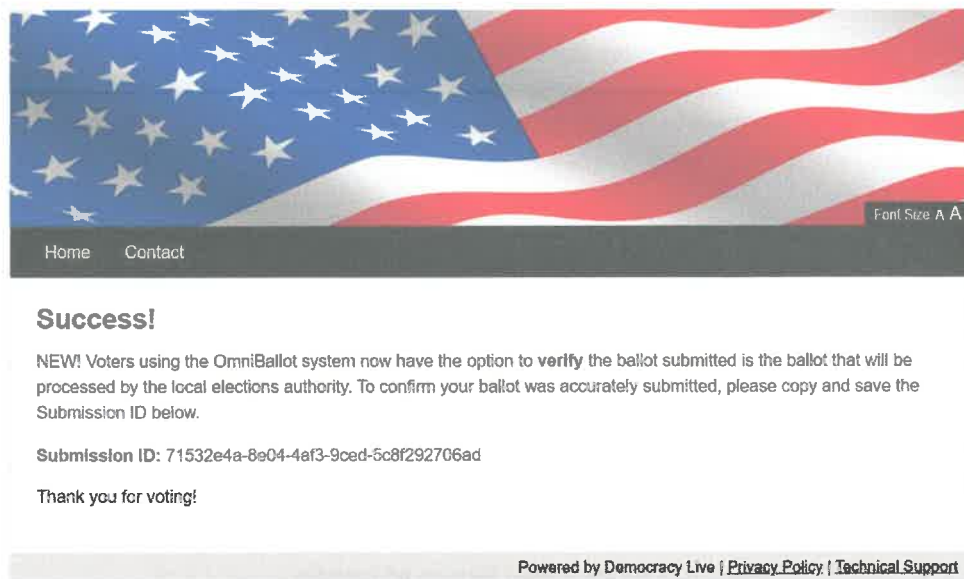 Font Size A A
Home Contact
Success!
NEW! Voters using the OmniBallot system now have the option to verify the ballot submitted is the ballot that will be
processed by the local elections authority. To confirm your ballot was accurately submitted, please copy and save the
Submission ID below.
Submission ID: 71532e4a-8e04-4af3-9ced-5c8f292706ad
Thank you for voting!
Powered by Democracy Live | Privacy Policy | Technical Support